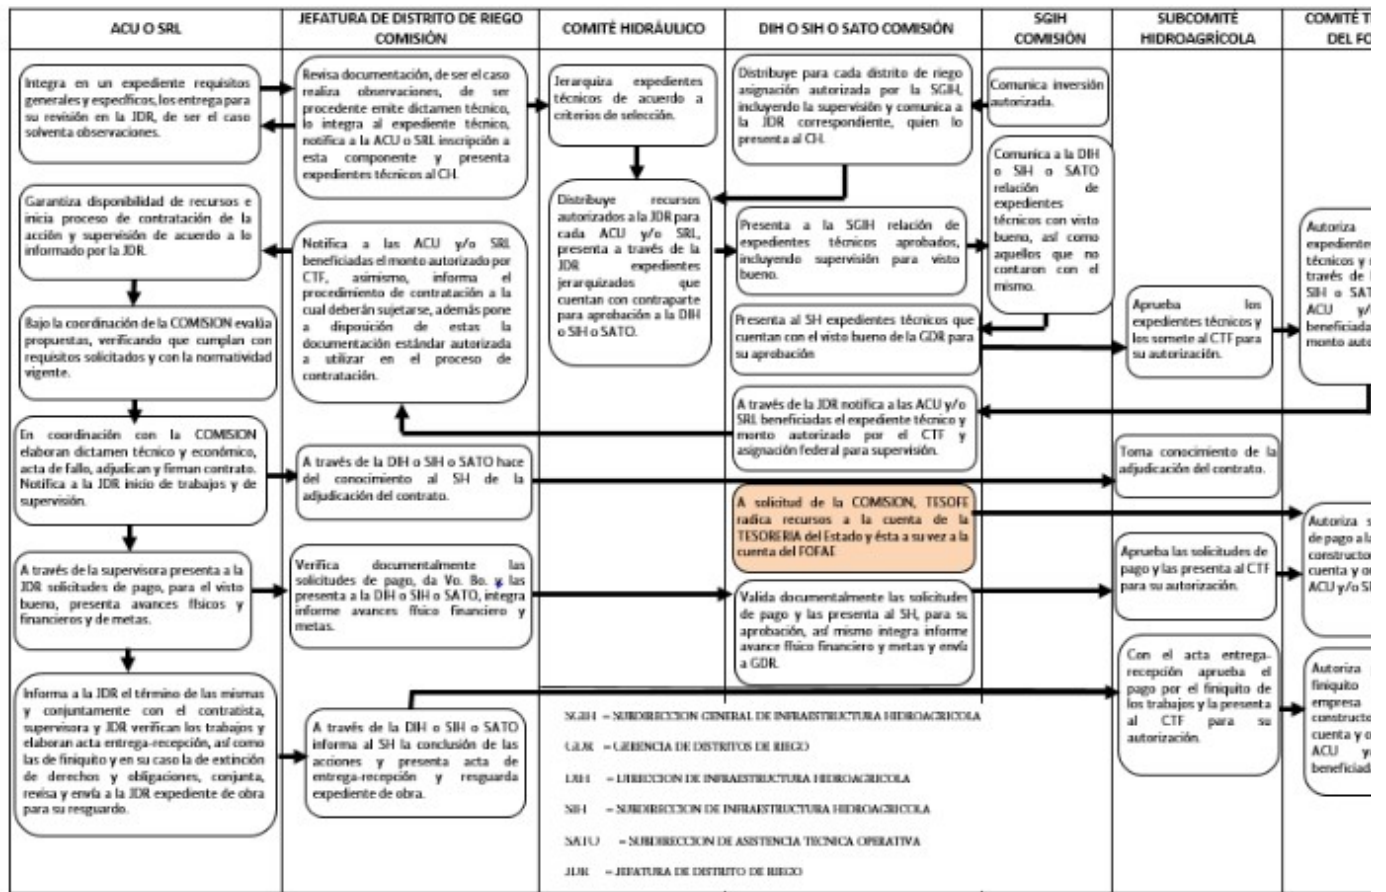 ACU O SRL
JEFATURA DE DISTRITO DE RIEGO
COMISIÓN
COMITÉ HIDRÁULICO
DIH O SIH O SATO COMISIÓN
SGIH
COMISIÓN
SUBCOMITÉ
HIDROAGRÍCOLA
COMITÉ T
DEL FO
Integra en un expediente requisitos
generales y específicos, los entrega para
su revisión en la JDR, de ser el caso
solventa observaciones.
Garantiza disponibilidad de recursos e
inicia proceso de contratación de la
acción y supervisión de acuerdo a lo
informado por la JDR.
Bajo la coordinación de la COMISION evalúa
propuestas, verificando que cumplan con
requisitos solicitados y con la normatividad
vigente.
En coordinación con la COMISION
elaboran dictamen técnico y económico,
acta de fallo, adjudican y firman contrato.
Notifica a la JDR inicio de trabajos y de
supervisión.
A través de la supervisora presenta a la
JDR solicitudes de pago, para el visto
bueno, presenta avances físicos y
financieros y de metas.
Informa a la JDR el término de las mismas
y conjuntamente con el contratista,
supervisora y JDR verifican los trabajos y
elaboran acta entrega-recepción, así como
las de finiquito y en su caso la de extinción
de derechos y obligaciones, conjunta,
revisa y envía a la JDR expediente de obra
para su resguardo.
Revisa documentación, de ser el caso
realiza observaciones, de ser
procedente emite dictamen técnico,
lo integra al expediente técnico,
notifica a la ACU o SRL inscripción a
esta componente y presenta
expedientes técnicos al CH.
Notifica a las ACU y/o SRL
beneficiadas el monto autorizado por
CTF, asimismo, informa el
procedimiento de contratación a la
cual deberán sujetarse, además pone
a disposición de estas la
documentación estándar autorizada
a utilizar en el proceso de
contratación.
A través de la DIH o SIH o SATO hace
del conocimiento al SH de la
adjudicación del contrato.
Verifica documentalmente las
solicitudes de pago, da Vo. Bo. y las
presenta a la DIH o SIH o SATO, integra
informe avances físico financiero y
metas.
A través de la DIH o SIH o SATO
informa al SH la conclusión de las
acciones y presenta acta de
entrega-recepción y resguarda
expediente de obra.
Jerarquiza expedientes
técnicos de acuerdo a
criterios de selección.
Distribuye recursos
autorizados a la JDR para
cada ACU y/o SRL,
presenta a través de la
JDR expedientes
jerarquizados que
cuentan con contraparte
para aprobación a la DIH
o SIH o SATO.
Distribuye para cada distrito de riego
asignación autorizada por la SGIH,
incluyendo la supervisión y comunica a
la JDR correspondiente, quien lo
presenta al CH.
Presenta a la SGIH relación de
expedientes técnicos aprobados,
incluyendo supervisión para visto
bueno.
Presenta al SH expedientes técnicos que
cuentan con el visto bueno de la GDR para
su aprobación
A través de la JDR notifica a las ACU y/o
SRL beneficiadas el expediente técnico y
monto autorizado por el CTF y
asignación federal para supervisión.
A solicitud de la COMISION, TESOFE
radica recursos a la cuenta de la
TESORERIA del Estado y ésta a su vez a la
cuenta del FOFAE
Valida documentalmente las solicitudes
de pago y las presenta al SH, para su
aprobación, así mismo integra informe
avance físico financiero y metas y envía
a GDR.
Comunica inversión
autorizada.
Comunica a la DIH
o SIH o SATO
relación de
expedientes
técnicos con visto
bueno, así como
aquellos que no
contaron con el
mismo.
Aprueba los
expedientes técnicos y
los somete al CTF para
su autorización.
Toma conocimiento de la
adjudicación del contrato.
Aprueba las solicitudes de
pago y las presenta al CTF
para su autorización.
Con el acta entrega-
recepción aprueba el
pago por el finiquito de
los trabajos y la presenta
al CTF para su
autorización.
Autoriza
expedientes
técnicos y
través de
SIH o SAT
ACU y/
beneficiada
monto auto
Autoriza s
de pago a la
constructo
cuenta y o
ACU y/o S
Autoriza
finiquito
empresa
constructo
cuenta y o
ACU y
beneficiad
SGIH = SUBDIRECCION GENERAL DE INFRAESTRUCTURA HIDROAGRICOLA
GDR = GERENCIA DE DISTRITOS DE RIEGO
DIH = DIRECCION DE INFRAESTRUCTURA HIDROAGRICOLA
SIH = SUBDIRECCION DE INFRAESTRUCTURA HIDROAGRICOLA
SATO = SUBDIRECCION DE ASISTENCIA TECNICA OPERATIVA
JDR = JEFATURA DE DISTRITO DE RIEGO